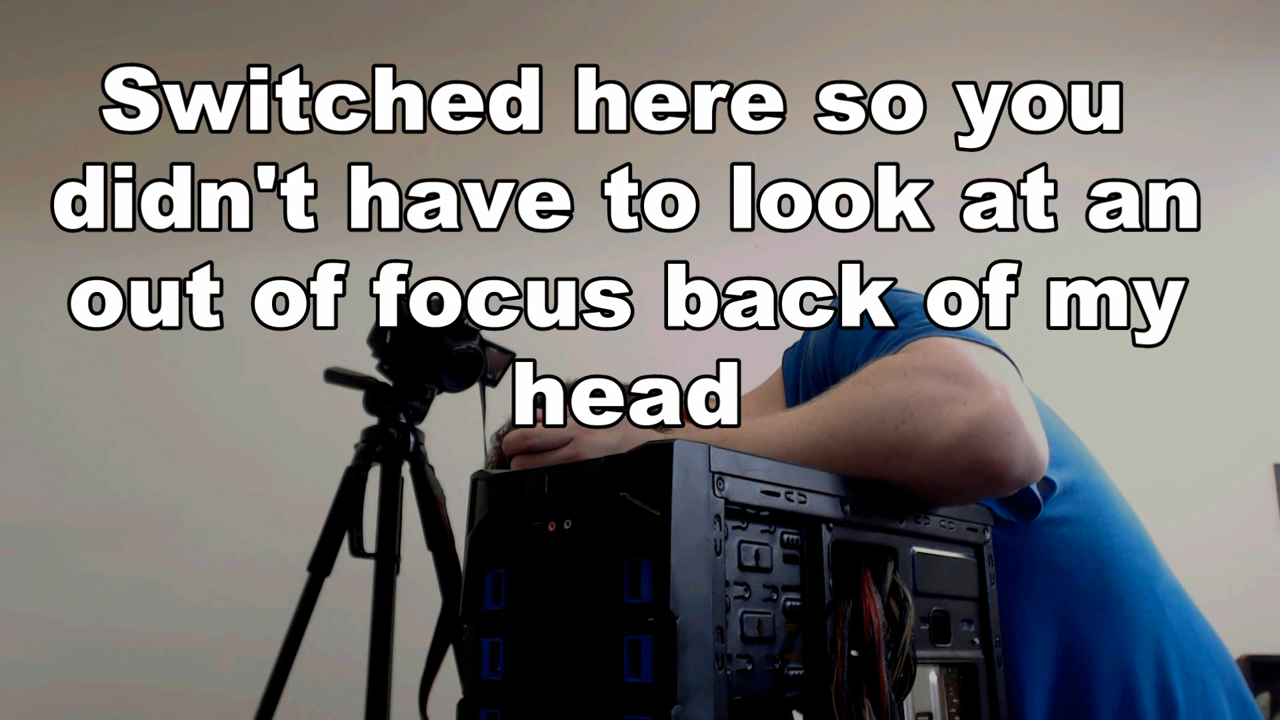 Switched here so you
didn't have to look at an
out of focus back of my
head